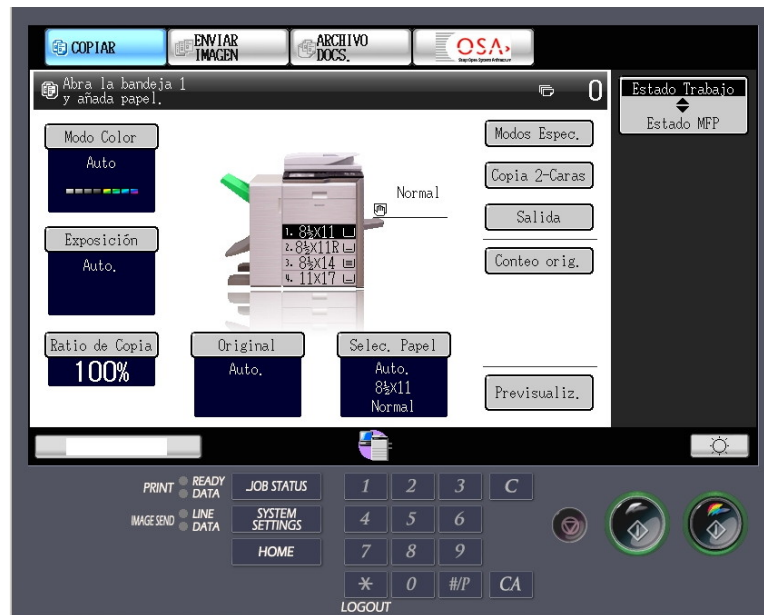 COPIAR
ENVIAR
IMAGEN
ARCHIVO
DOCS.
OSA
Abra la bandeja 1
y añada papel.
0
Estado Trabajo
Estado MFP
Modo Color
Auto
Modos Espec.
Copia 2-Caras
Normal
Salida
Exposición
Auto.
1. 8½X11
2. 8½X11R
3. 8½X14
4. 11X17
Conteo orig.
Ratio de Copia
100%
Original
Auto.
Selec. Papel
Auto.
8½X11
Normal
Previsualiz.
PRINT READY
DATA
JOB STATUS
1 2 3 C
IMAGE SEND LINE
DATA
SYSTEM
SETTINGS
4 5 6
HOME
7 8 9
* 0 #/P CA
LOGOUT